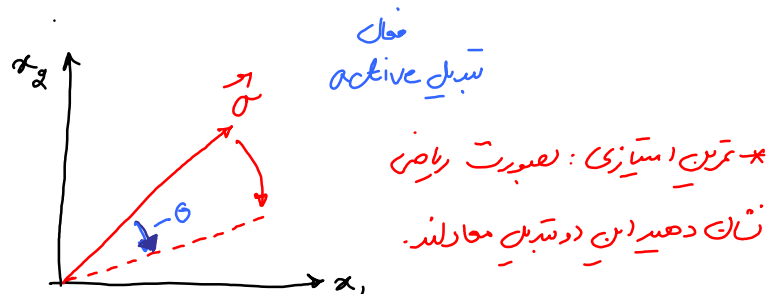 فعال
تبدیل active
x₂
a⃗
θ
x₁
* تمرین امتیازی : بصورت ریاضی
نشان دهید این دو تبدیل معادلند.